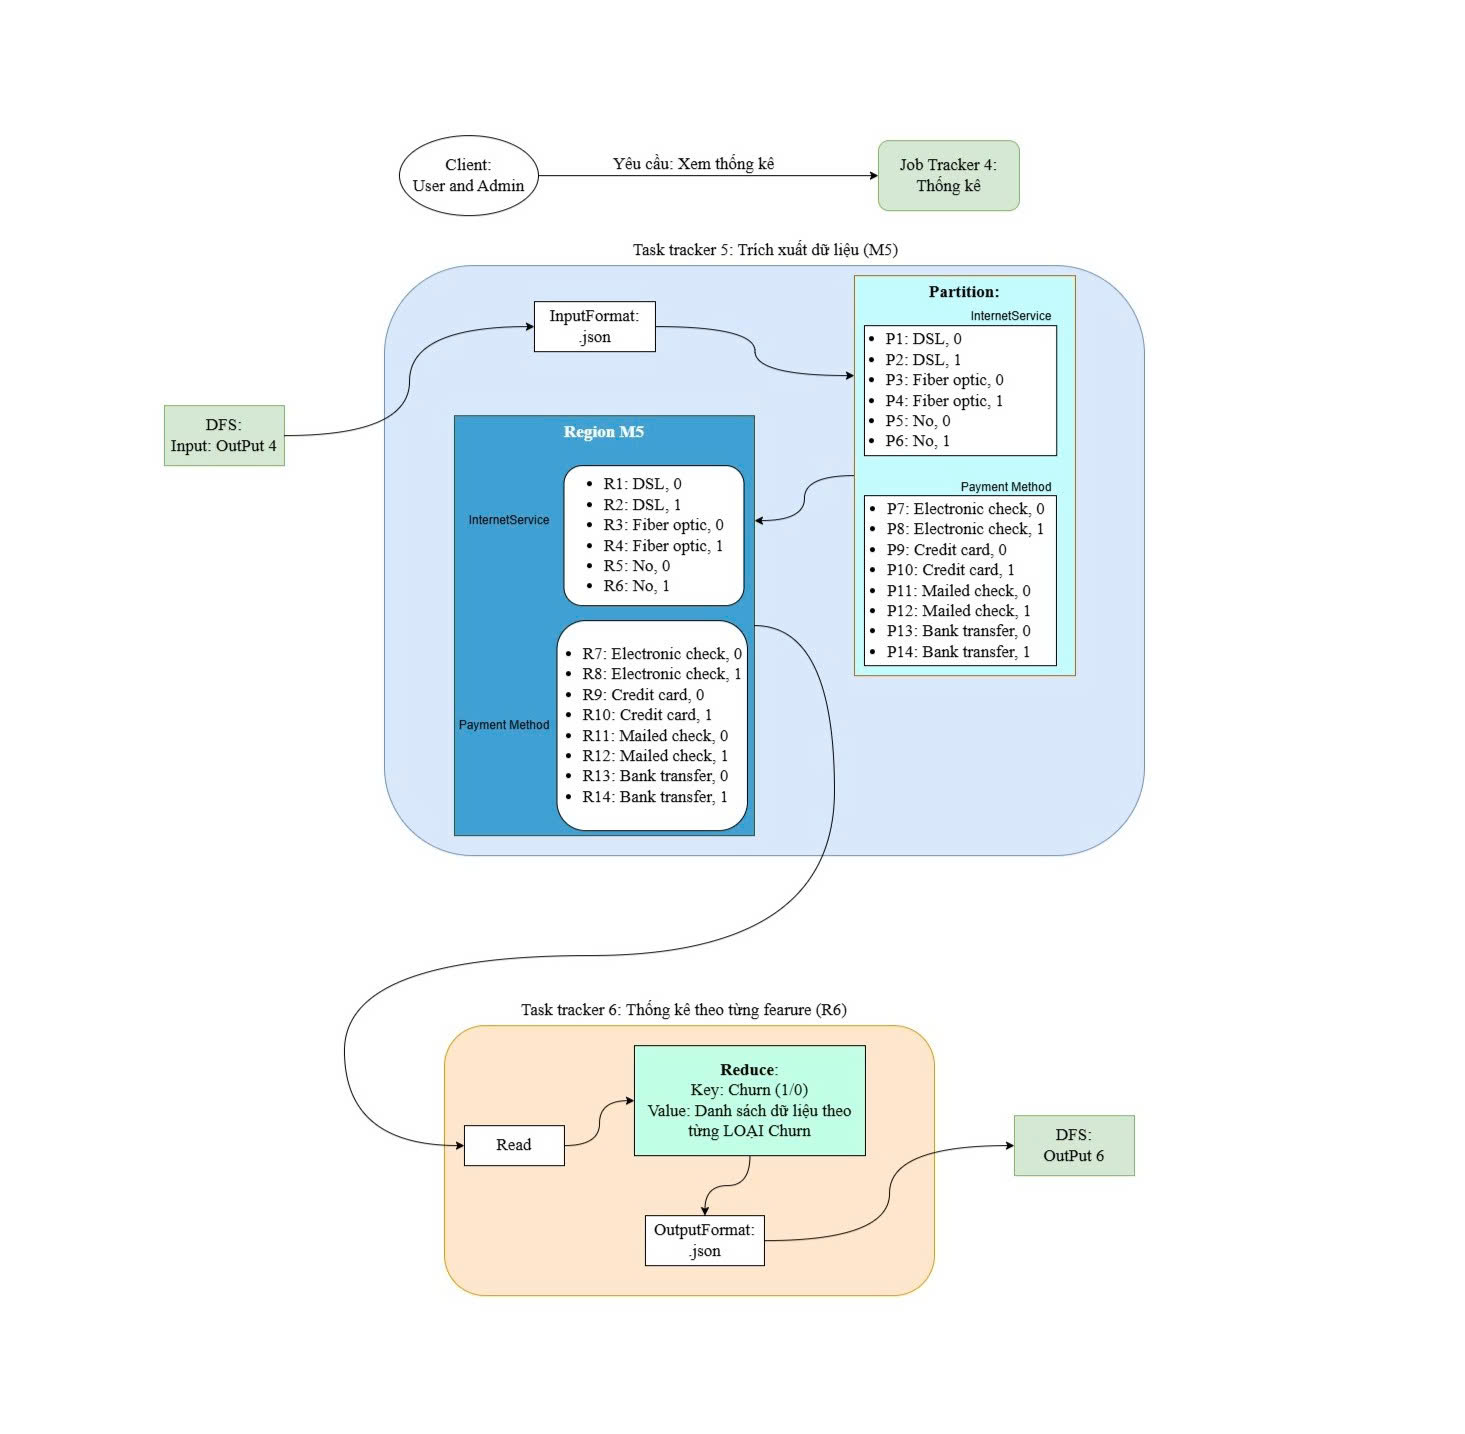 Client:
User and Admin
Yêu cầu: Xem thống kê
Job Tracker 4:
Thống kê
Task tracker 5: Trích xuất dữ liệu (M5)
InputFormat:
.json
Partition:
InternetService
P1: DSL, 0
P2: DSL, 1
P3: Fiber optic, 0
P4: Fiber optic, 1
P5: No, 0
P6: No, 1
Payment Method
P7: Electronic check, 0
P8: Electronic check, 1
P9: Credit card, 0
P10: Credit card, 1
P11: Mailed check, 0
P12: Mailed check, 1
P13: Bank transfer, 0
P14: Bank transfer, 1
DFS:
Input: OutPut 4
Region M5
InternetService
R1: DSL, 0
R2: DSL, 1
R3: Fiber optic, 0
R4: Fiber optic, 1
R5: No, 0
R6: No, 1
Payment Method
R7: Electronic check, 0
R8: Electronic check, 1
R9: Credit card, 0
R10: Credit card, 1
R11: Mailed check, 0
R12: Mailed check, 1
R13: Bank transfer, 0
R14: Bank transfer, 1
Task tracker 6: Thống kê theo từng fearure (R6)
Read
Reduce:
Key: Churn (1/0)
Value: Danh sách dữ liệu theo
từng LOẠI Churn
OutputFormat:
.json
DFS:
OutPut 6